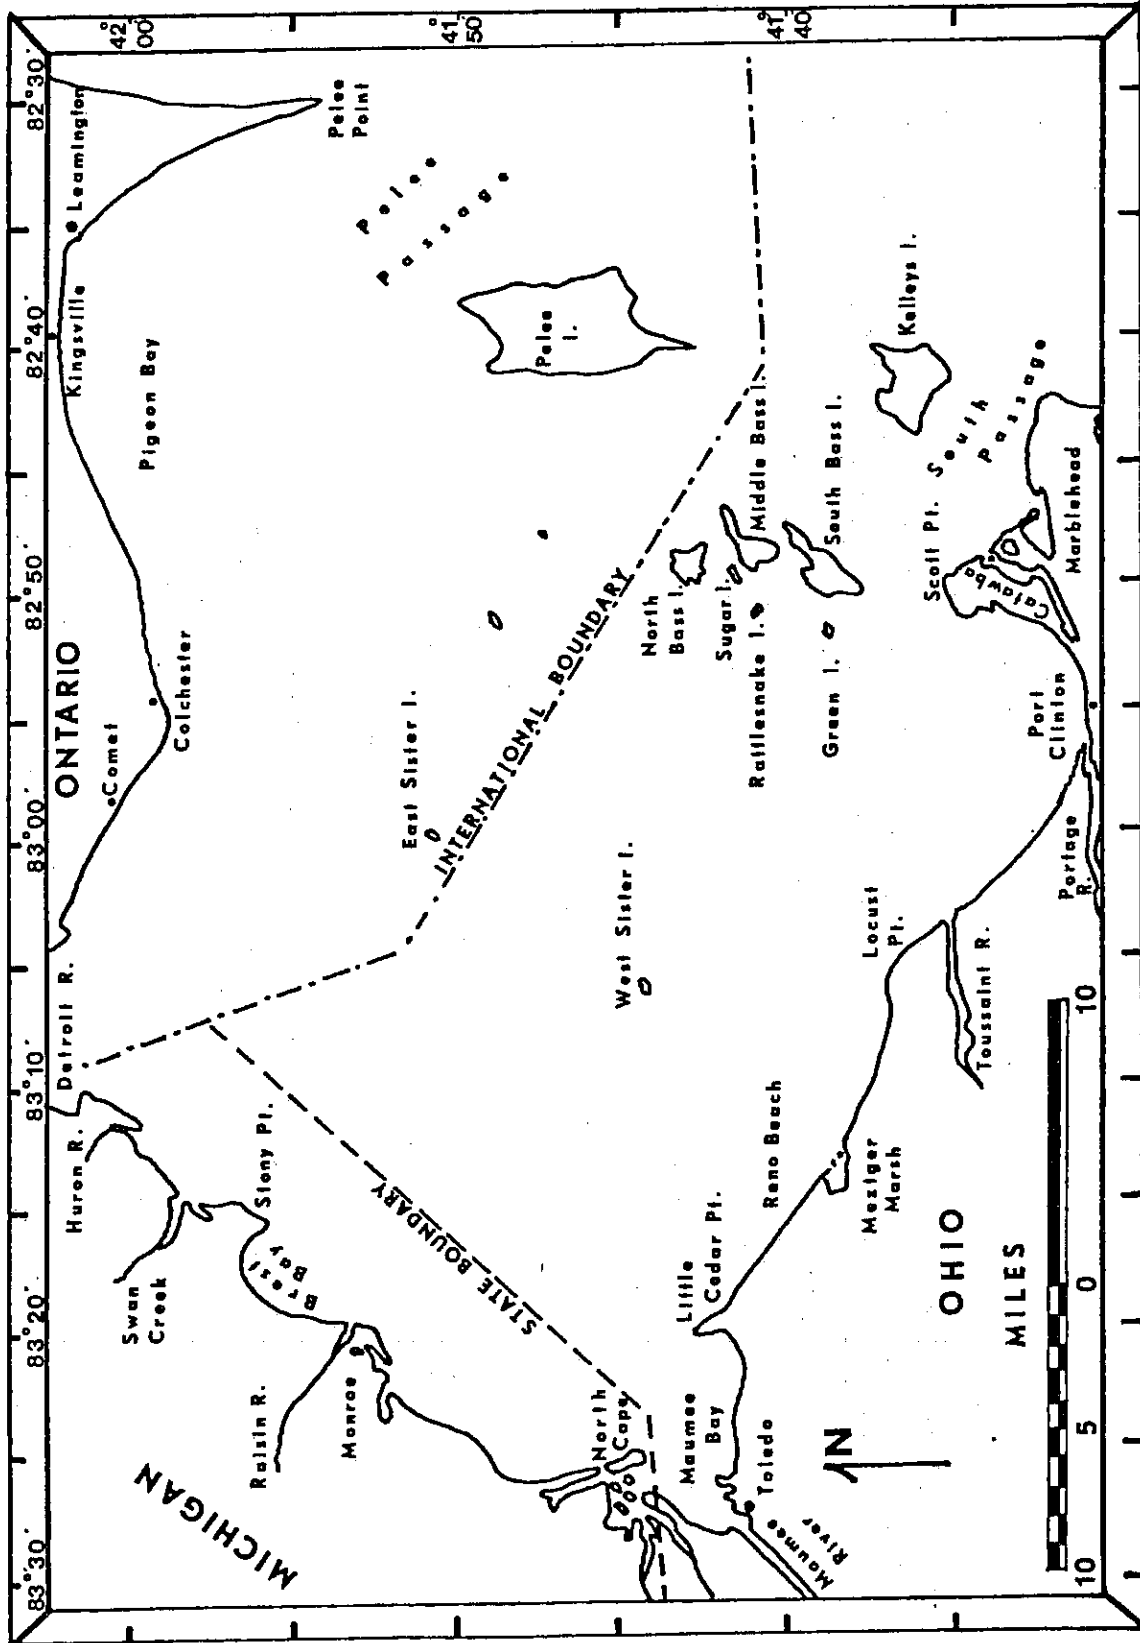 83°30'
83°20'
83°10'
83°00'
82°50'
82°40'
82°30'
42°
00
41°
50
41°
40
MICHIGAN
ONTARIO
OHIO
Huron R.
Detroit R.
Swan
Creek
Stony Pt.
Brest
Bay
Raisin R.
Monroe
STATE BOUNDARY
North
Cape
Maumee
Bay
Toledo
Maumee
River
Little
Cedar Pt.
Reno Beach
Metzger
Marsh
Locust
Pt.
Toussaint R.
Portage
R.
Port
Clinton
Comet
Colchester
Pigeon Bay
Kingsville
Leamington
Pelee
Point
Pelee
Passage
Pelee
I.
East Sister I.
INTERNATIONAL BOUNDARY
West Sister I.
North
Bass I.
Sugar I.
Rattlesnake I.
Green I.
Middle Bass I.
South Bass I.
Kelleys I.
Scott Pt.
South
Passage
Catawba
Marblehead
N
MILES
10
5
0
10